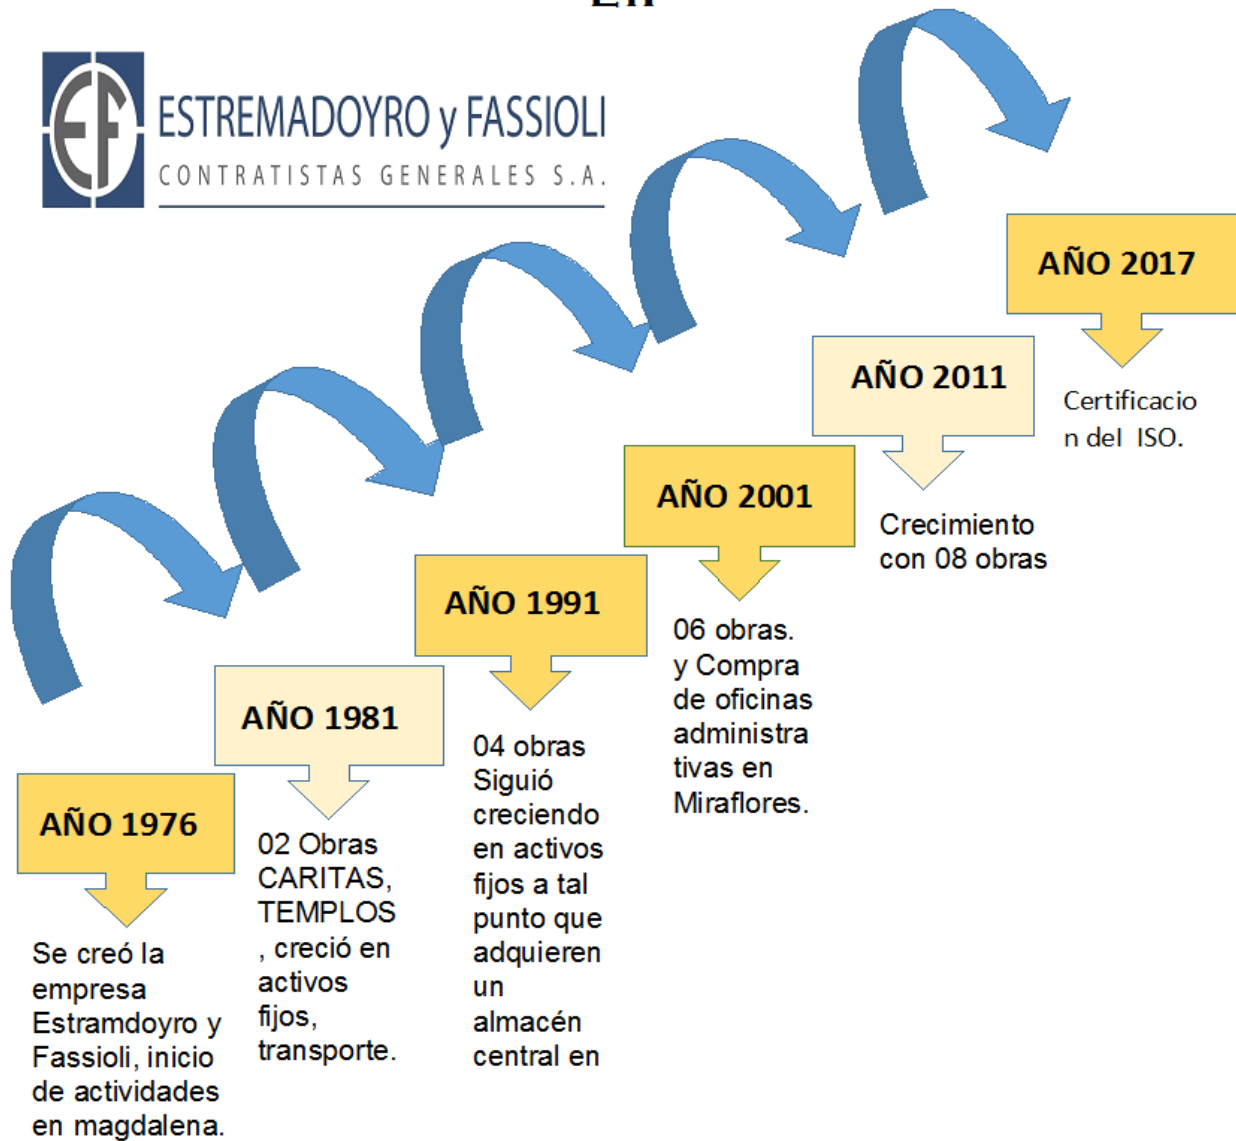 ESTREMADOYRO y FASSIOLI
CONTRATISTAS GENERALES S.A.
EF
AÑO 2017
Certificacio
n del ISO.
AÑO 2011
Crecimiento
con 08 obras
AÑO 2001
06 obras.
y Compra
de oficinas
administra
tivas en
Miraflores.
AÑO 1991
04 obras
Siguió
creciendo
en activos
fijos a tal
punto que
adquieren
un
almacén
central en
AÑO 1981
02 Obras
CARITAS,
TEMPLOS
, creció en
activos
fijos,
transporte.
AÑO 1976
Se creó la
empresa
Estramdoyro y
Fassioli, inicio
de actividades
en magdalena.